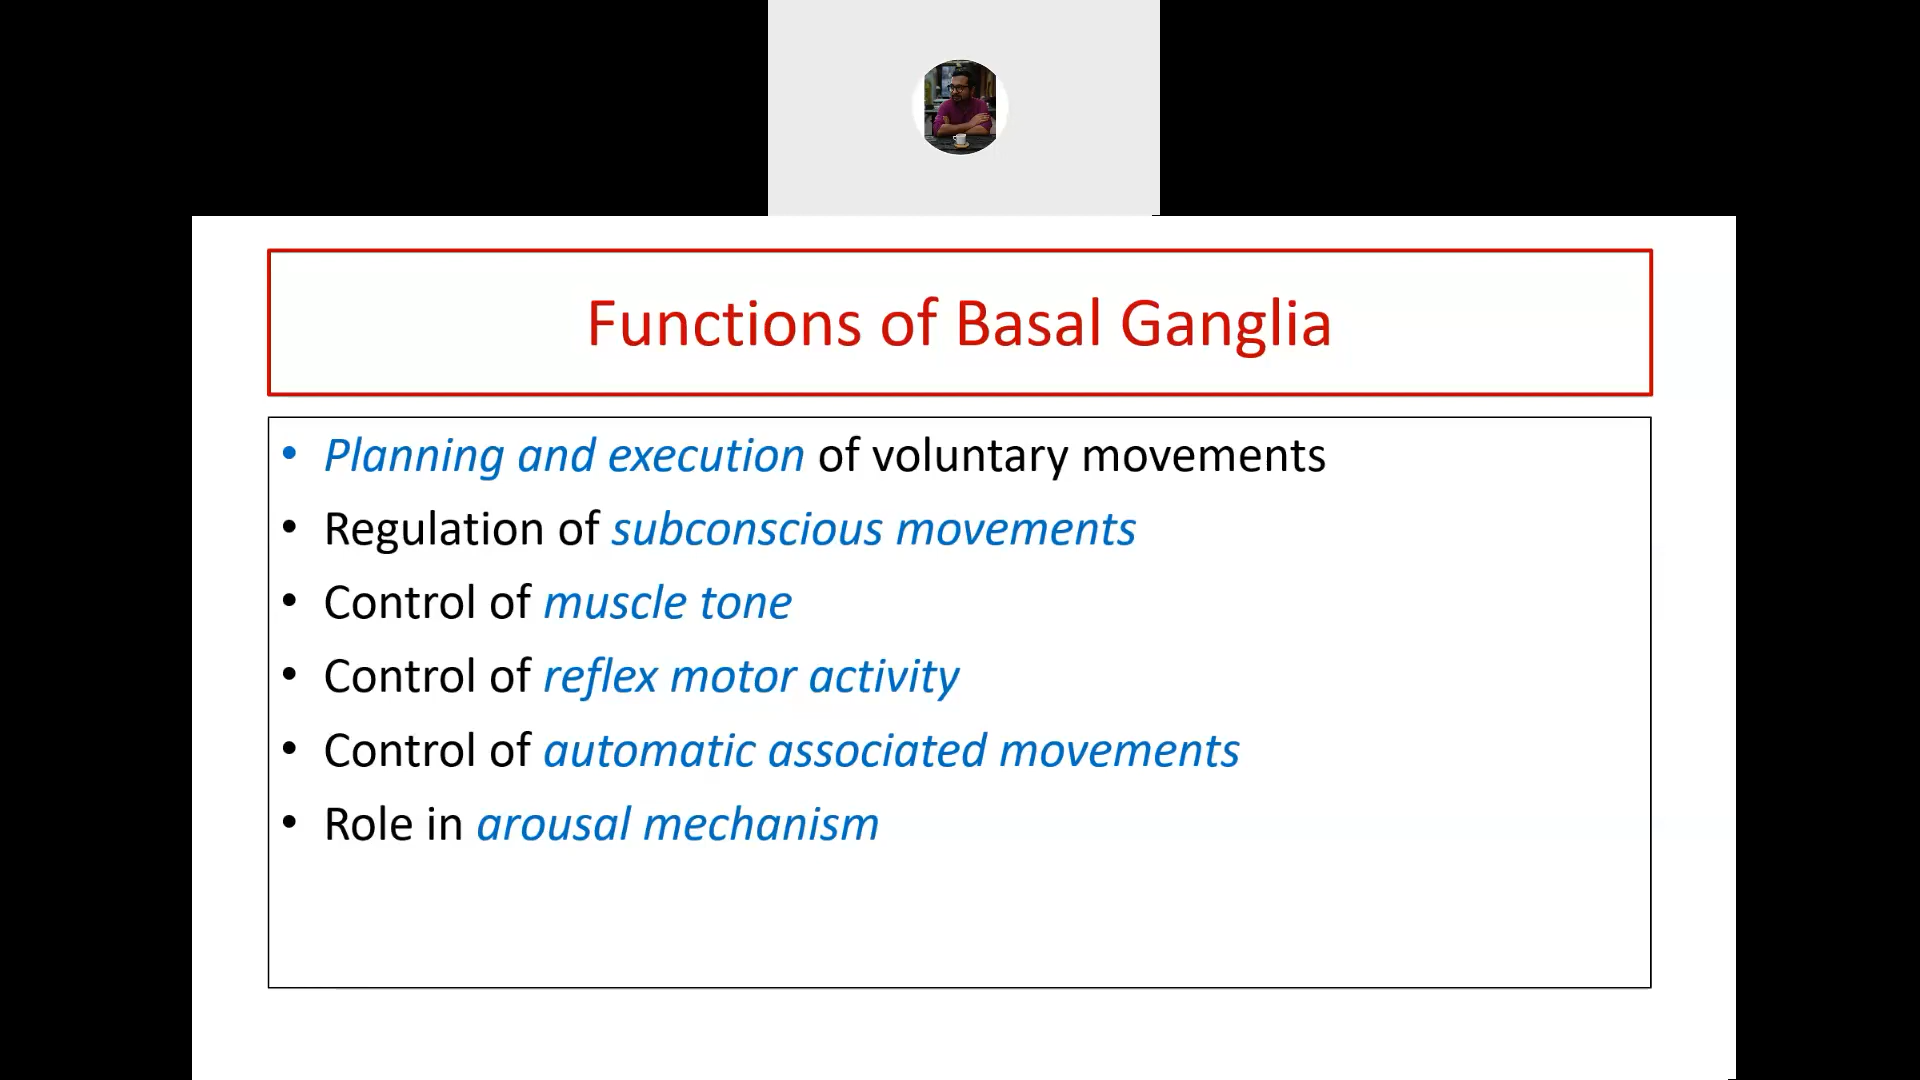 Functions of Basal Ganglia
• Planning and execution of voluntary movements
• Regulation of subconscious movements
• Control of muscle tone
• Control of reflex motor activity
• Control of automatic associated movements
• Role in arousal mechanism